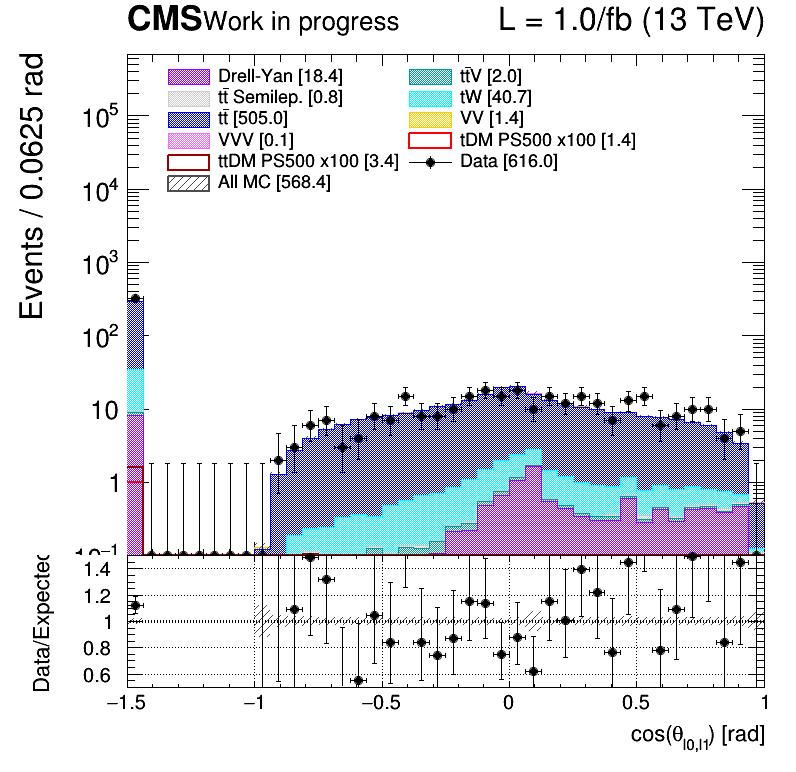 CMS Work in progress L = 1.0/fb (13 TeV)
Events / 0.0625 rad
Drell-Yan [18.4] tt̄V [2.0]
tt̄ Semilep. [0.8] tW [40.7]
tt̄ [505.0] VV [1.4]
VVV [0.1] tDM PS500 x100 [1.4]
ttDM PS500 x100 [3.4] Data [616.0]
All MC [568.4]
10⁵
10⁴
10³
10²
10
1
10⁻¹
Data/Expected
1.4
1.2
1
0.8
0.6
−1.5 −1 −0.5 0 0.5 1
cos(θ_l0,l1) [rad]